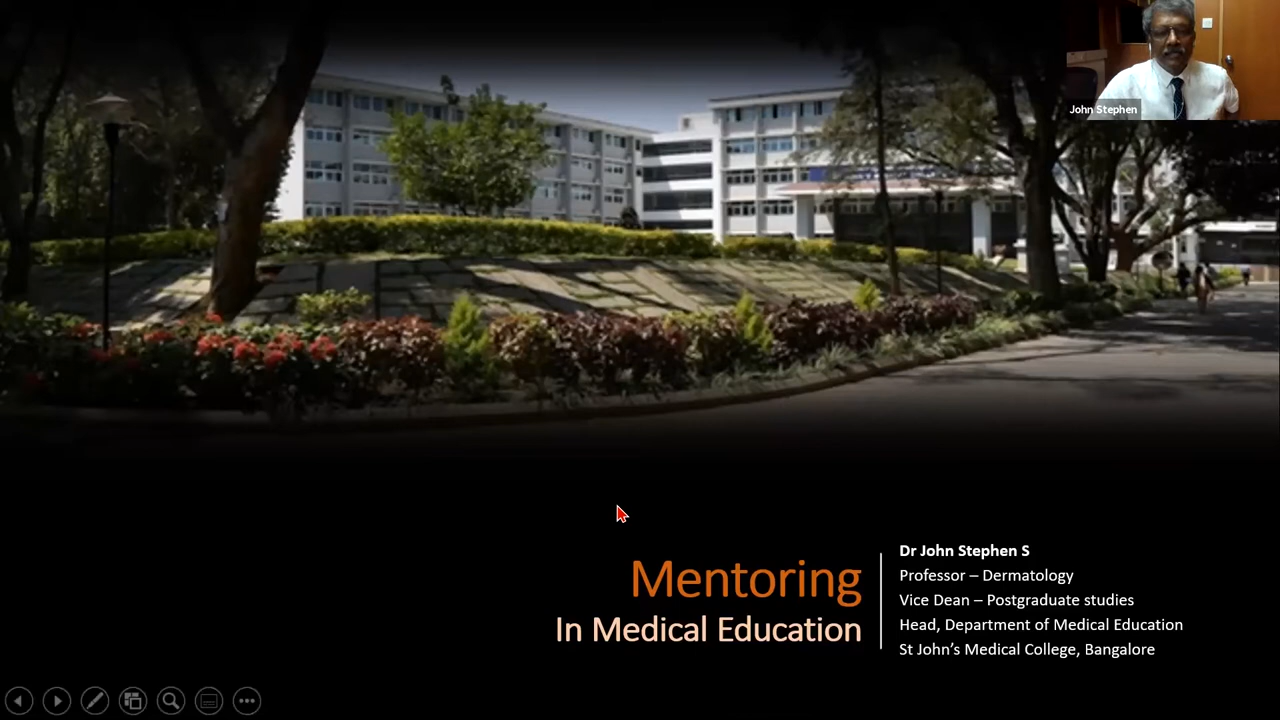 John Stephen
Mentoring
In Medical Education
Dr John Stephen S
Professor – Dermatology
Vice Dean – Postgraduate studies
Head, Department of Medical Education
St John’s Medical College, Bangalore